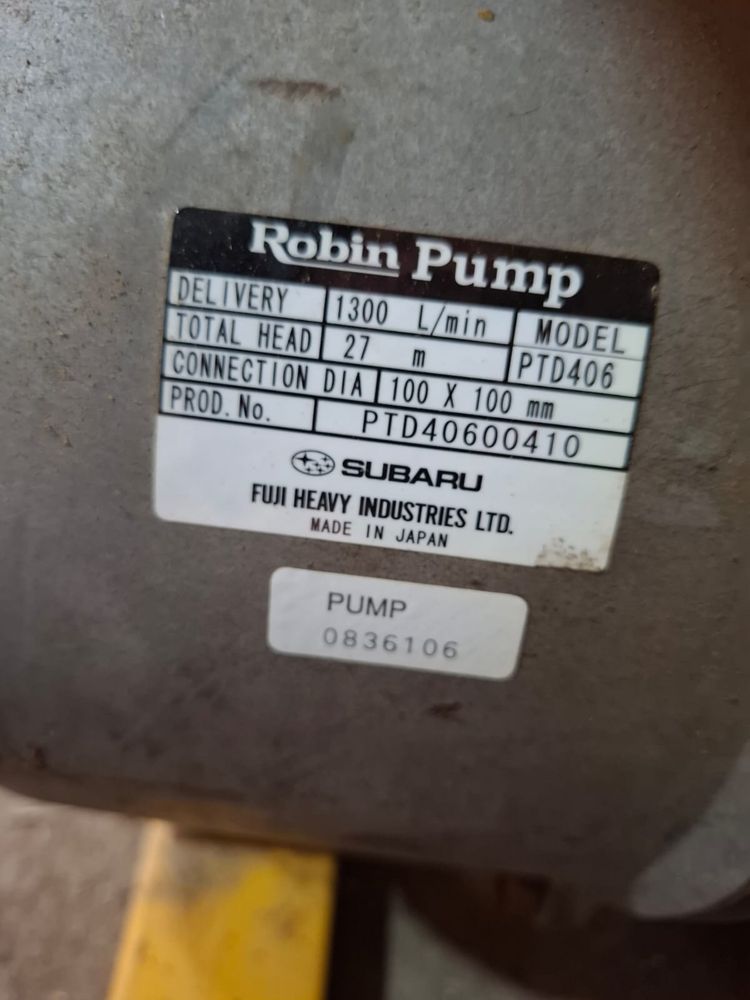 Robin Pump
DELIVERY 1300 L/min MODEL
TOTAL HEAD 27 m PTD406
CONNECTION DIA 100 X 100 mm
PROD. No. PTD40600410
SUBARU
FUJI HEAVY INDUSTRIES LTD.
MADE IN JAPAN
PUMP
0836106